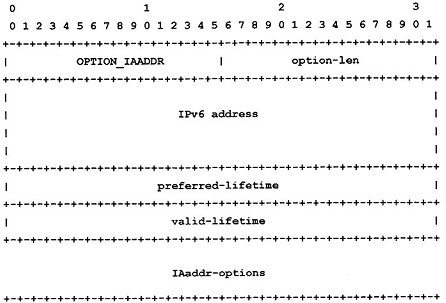 0 1 2 3
0 1 2 3 4 5 6 7 8 9 0 1 2 3 4 5 6 7 8 9 0 1 2 3 4 5 6 7 8 9 0 1
+-+-+-+-+-+-+-+-+-+-+-+-+-+-+-+-+-+-+-+-+-+-+-+-+-+-+-+-+-+-+-+-+
| OPTION_IAADDR | option-len |
+-+-+-+-+-+-+-+-+-+-+-+-+-+-+-+-+-+-+-+-+-+-+-+-+-+-+-+-+-+-+-+-+
| |
| IPv6 address |
| |
| |
+-+-+-+-+-+-+-+-+-+-+-+-+-+-+-+-+-+-+-+-+-+-+-+-+-+-+-+-+-+-+-+-+
| preferred-lifetime |
+-+-+-+-+-+-+-+-+-+-+-+-+-+-+-+-+-+-+-+-+-+-+-+-+-+-+-+-+-+-+-+-+
| valid-lifetime |
+-+-+-+-+-+-+-+-+-+-+-+-+-+-+-+-+-+-+-+-+-+-+-+-+-+-+-+-+-+-+-+-+
IAaddr-options
+-+-+-+-+-+-+-+-+-+-+-+-+-+-+-+-+-+-+-+-+-+-+-+-+-+-+-+-+-+-+-+-+